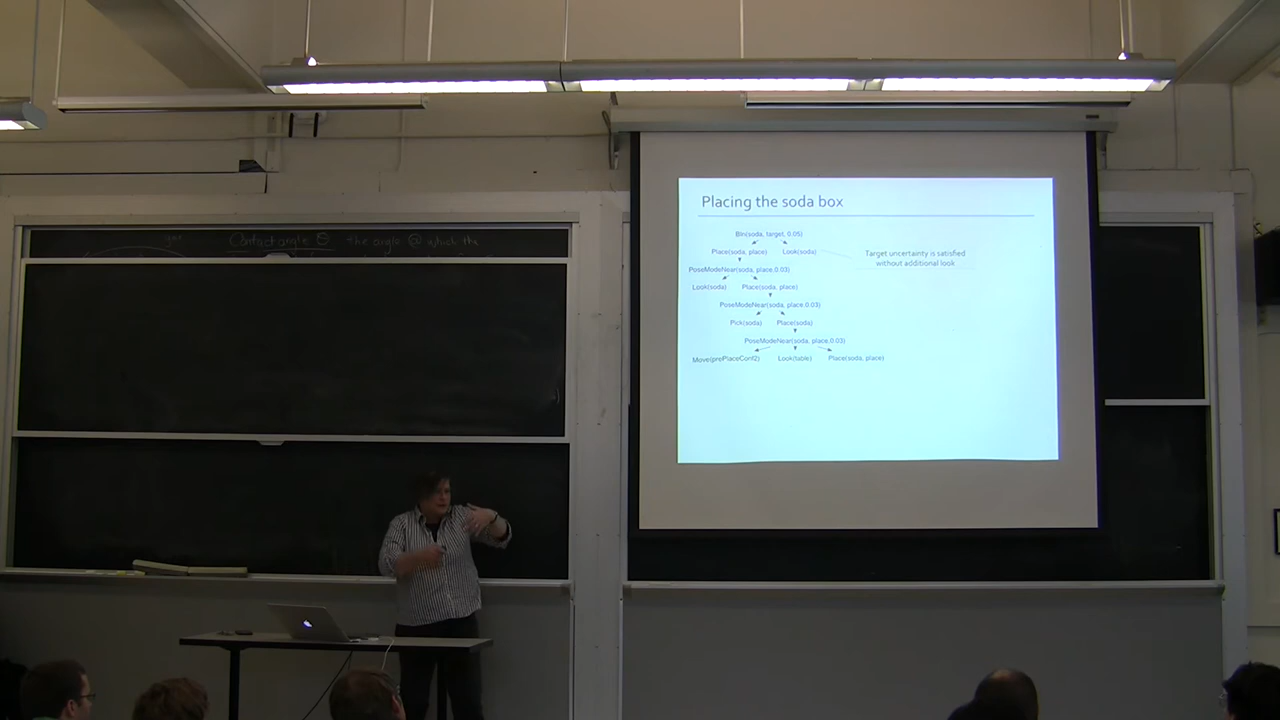 Contact angle Θ the angle @ which the
Placing the soda box
BIn(soda, target, 0.05)
Place(soda, place) Look(soda)
Target uncertainty is satisfied
without additional look
PoseModeNear(soda, place,0.03)
Look(soda) Place(soda, place)
PoseModeNear(soda, place,0.03)
Pick(soda) Place(soda)
PoseModeNear(soda, place,0.03)
Move(prePlaceConf2) Look(table) Place(soda, place)